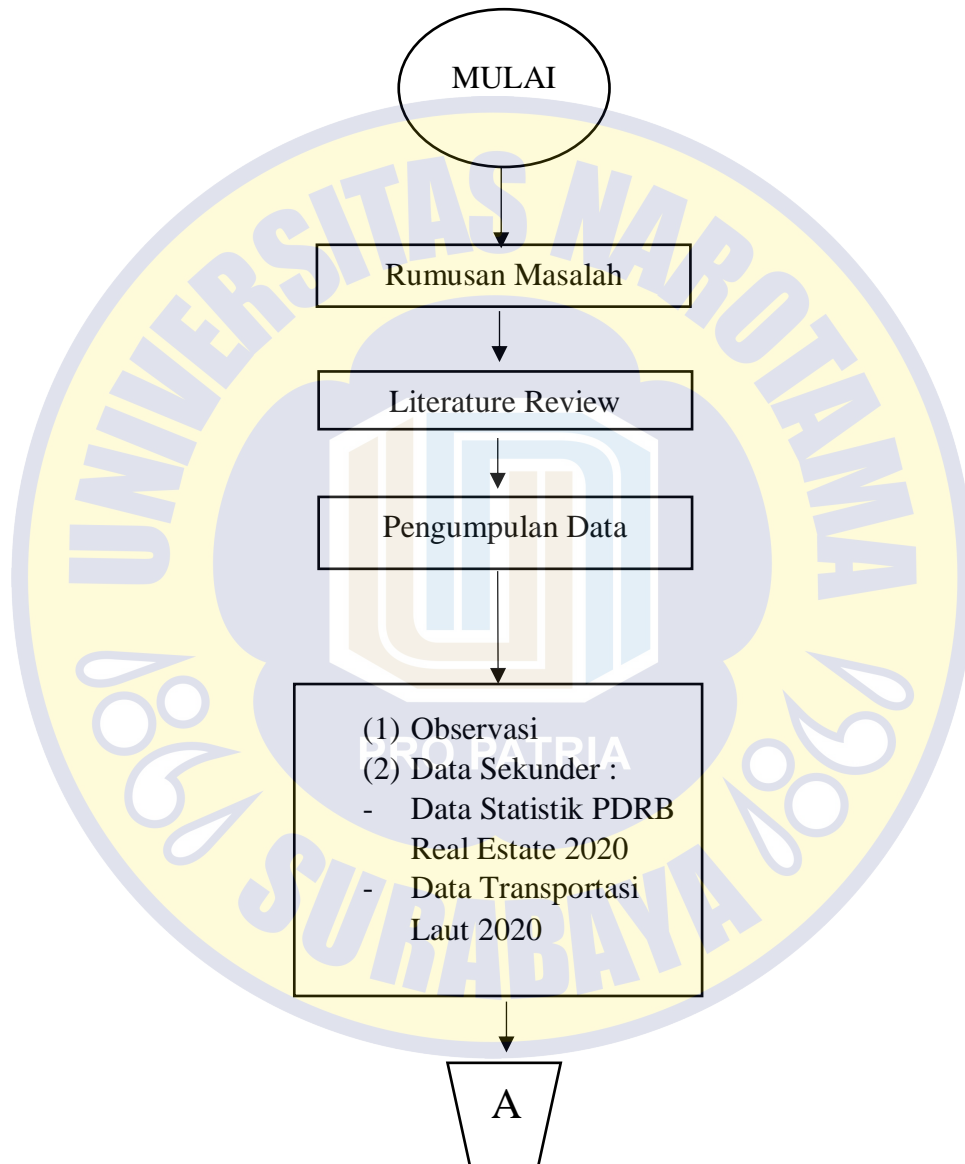 MULAI
UNIVERSITAS NAROTAMA
Rumusan Masalah
Literature Review
Pengumpulan Data
(1) Observasi
PRO PATRIA
(2) Data Sekunder :
- Data Statistik PDRB
Real Estate 2020
- Data Transportasi
Laut 2020
SURABAYA
A